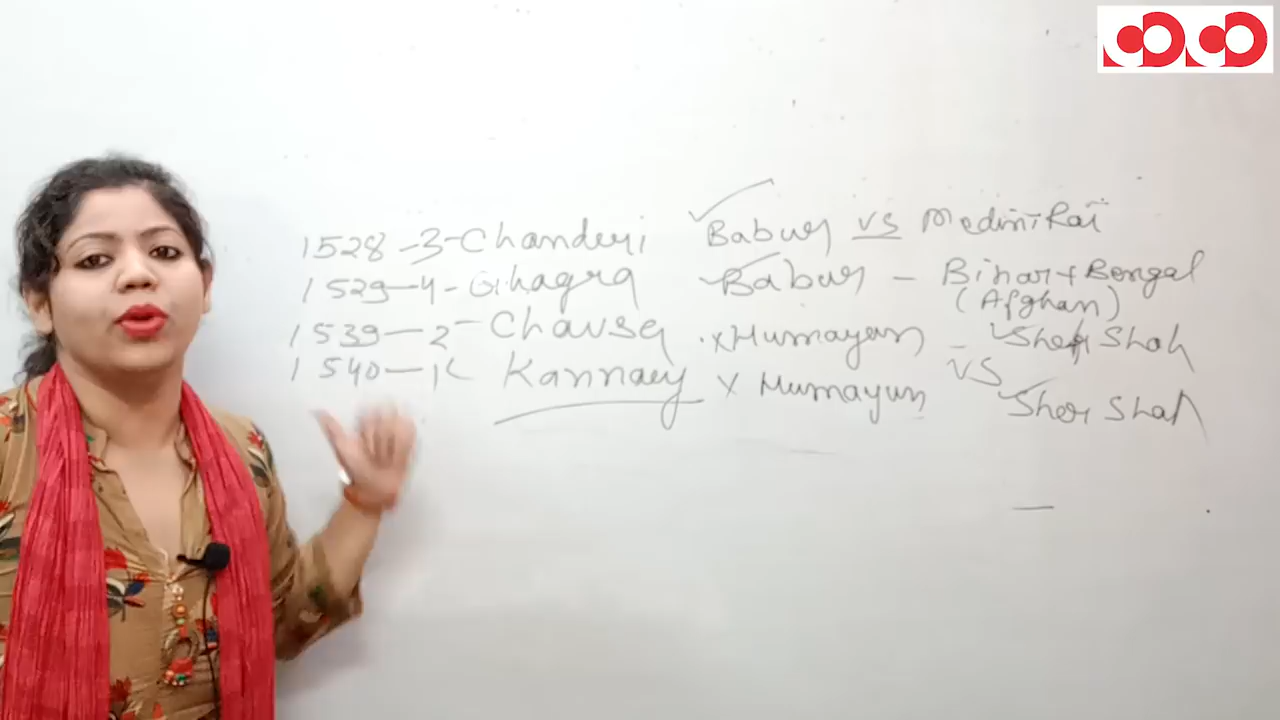 1528 - 3 - Chanderi ✓ Babur vs Medini Rai
1529 - 4 - Ghagra ✓ Babur - Bihar + Bengal
(Afghan)
1539 - 2 - Chausa x Humayun - ✓ Sher Shah
1540 - 1 Kannauj x Humayun vs ✓ Sher Shah